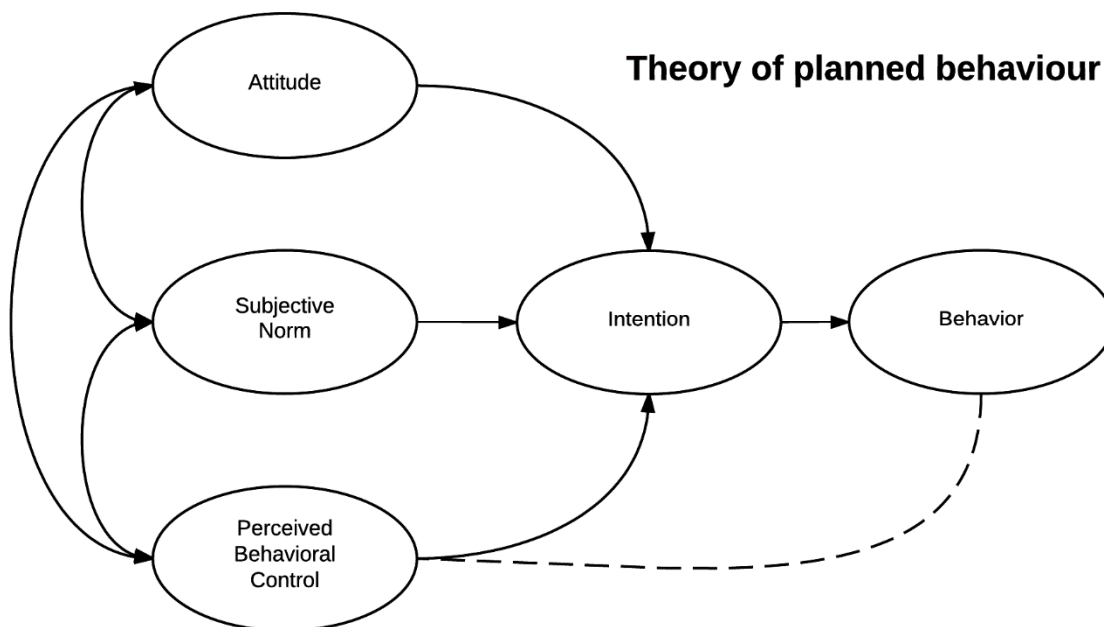 Theory of planned behaviour
Attitude
Subjective
Norm
Intention
Behavior
Perceived
Behavioral
Control